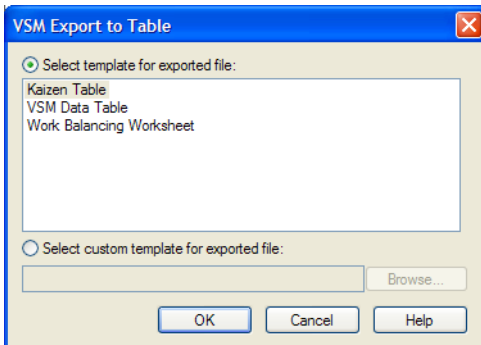 VSM Export to Table
Select template for exported file:
Kaizen Table
VSM Data Table
Work Balancing Worksheet
Select custom template for exported file:
Browse...
OK Cancel Help